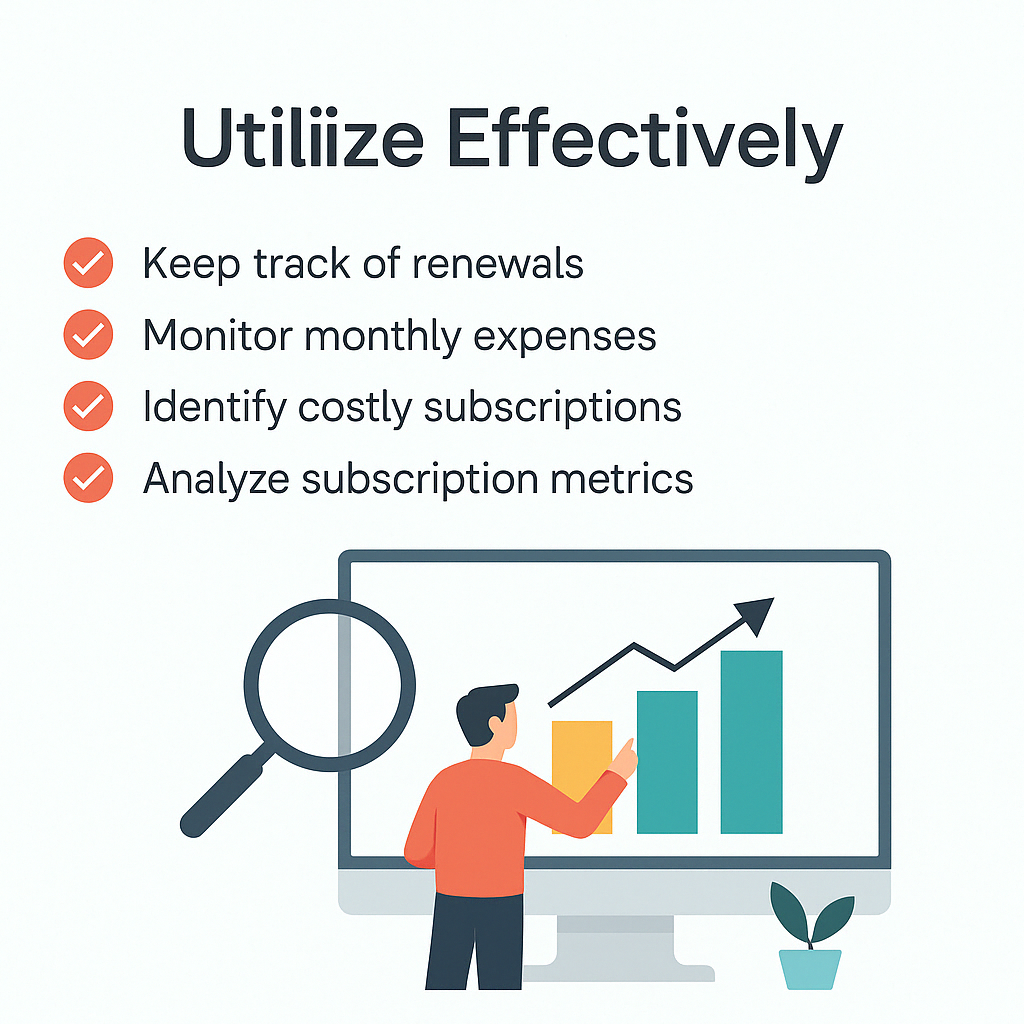 Utiliize Effectively
Keep track of renewals
Monitor monthly expenses
Identify costly subscriptions
Analyze subscription metrics